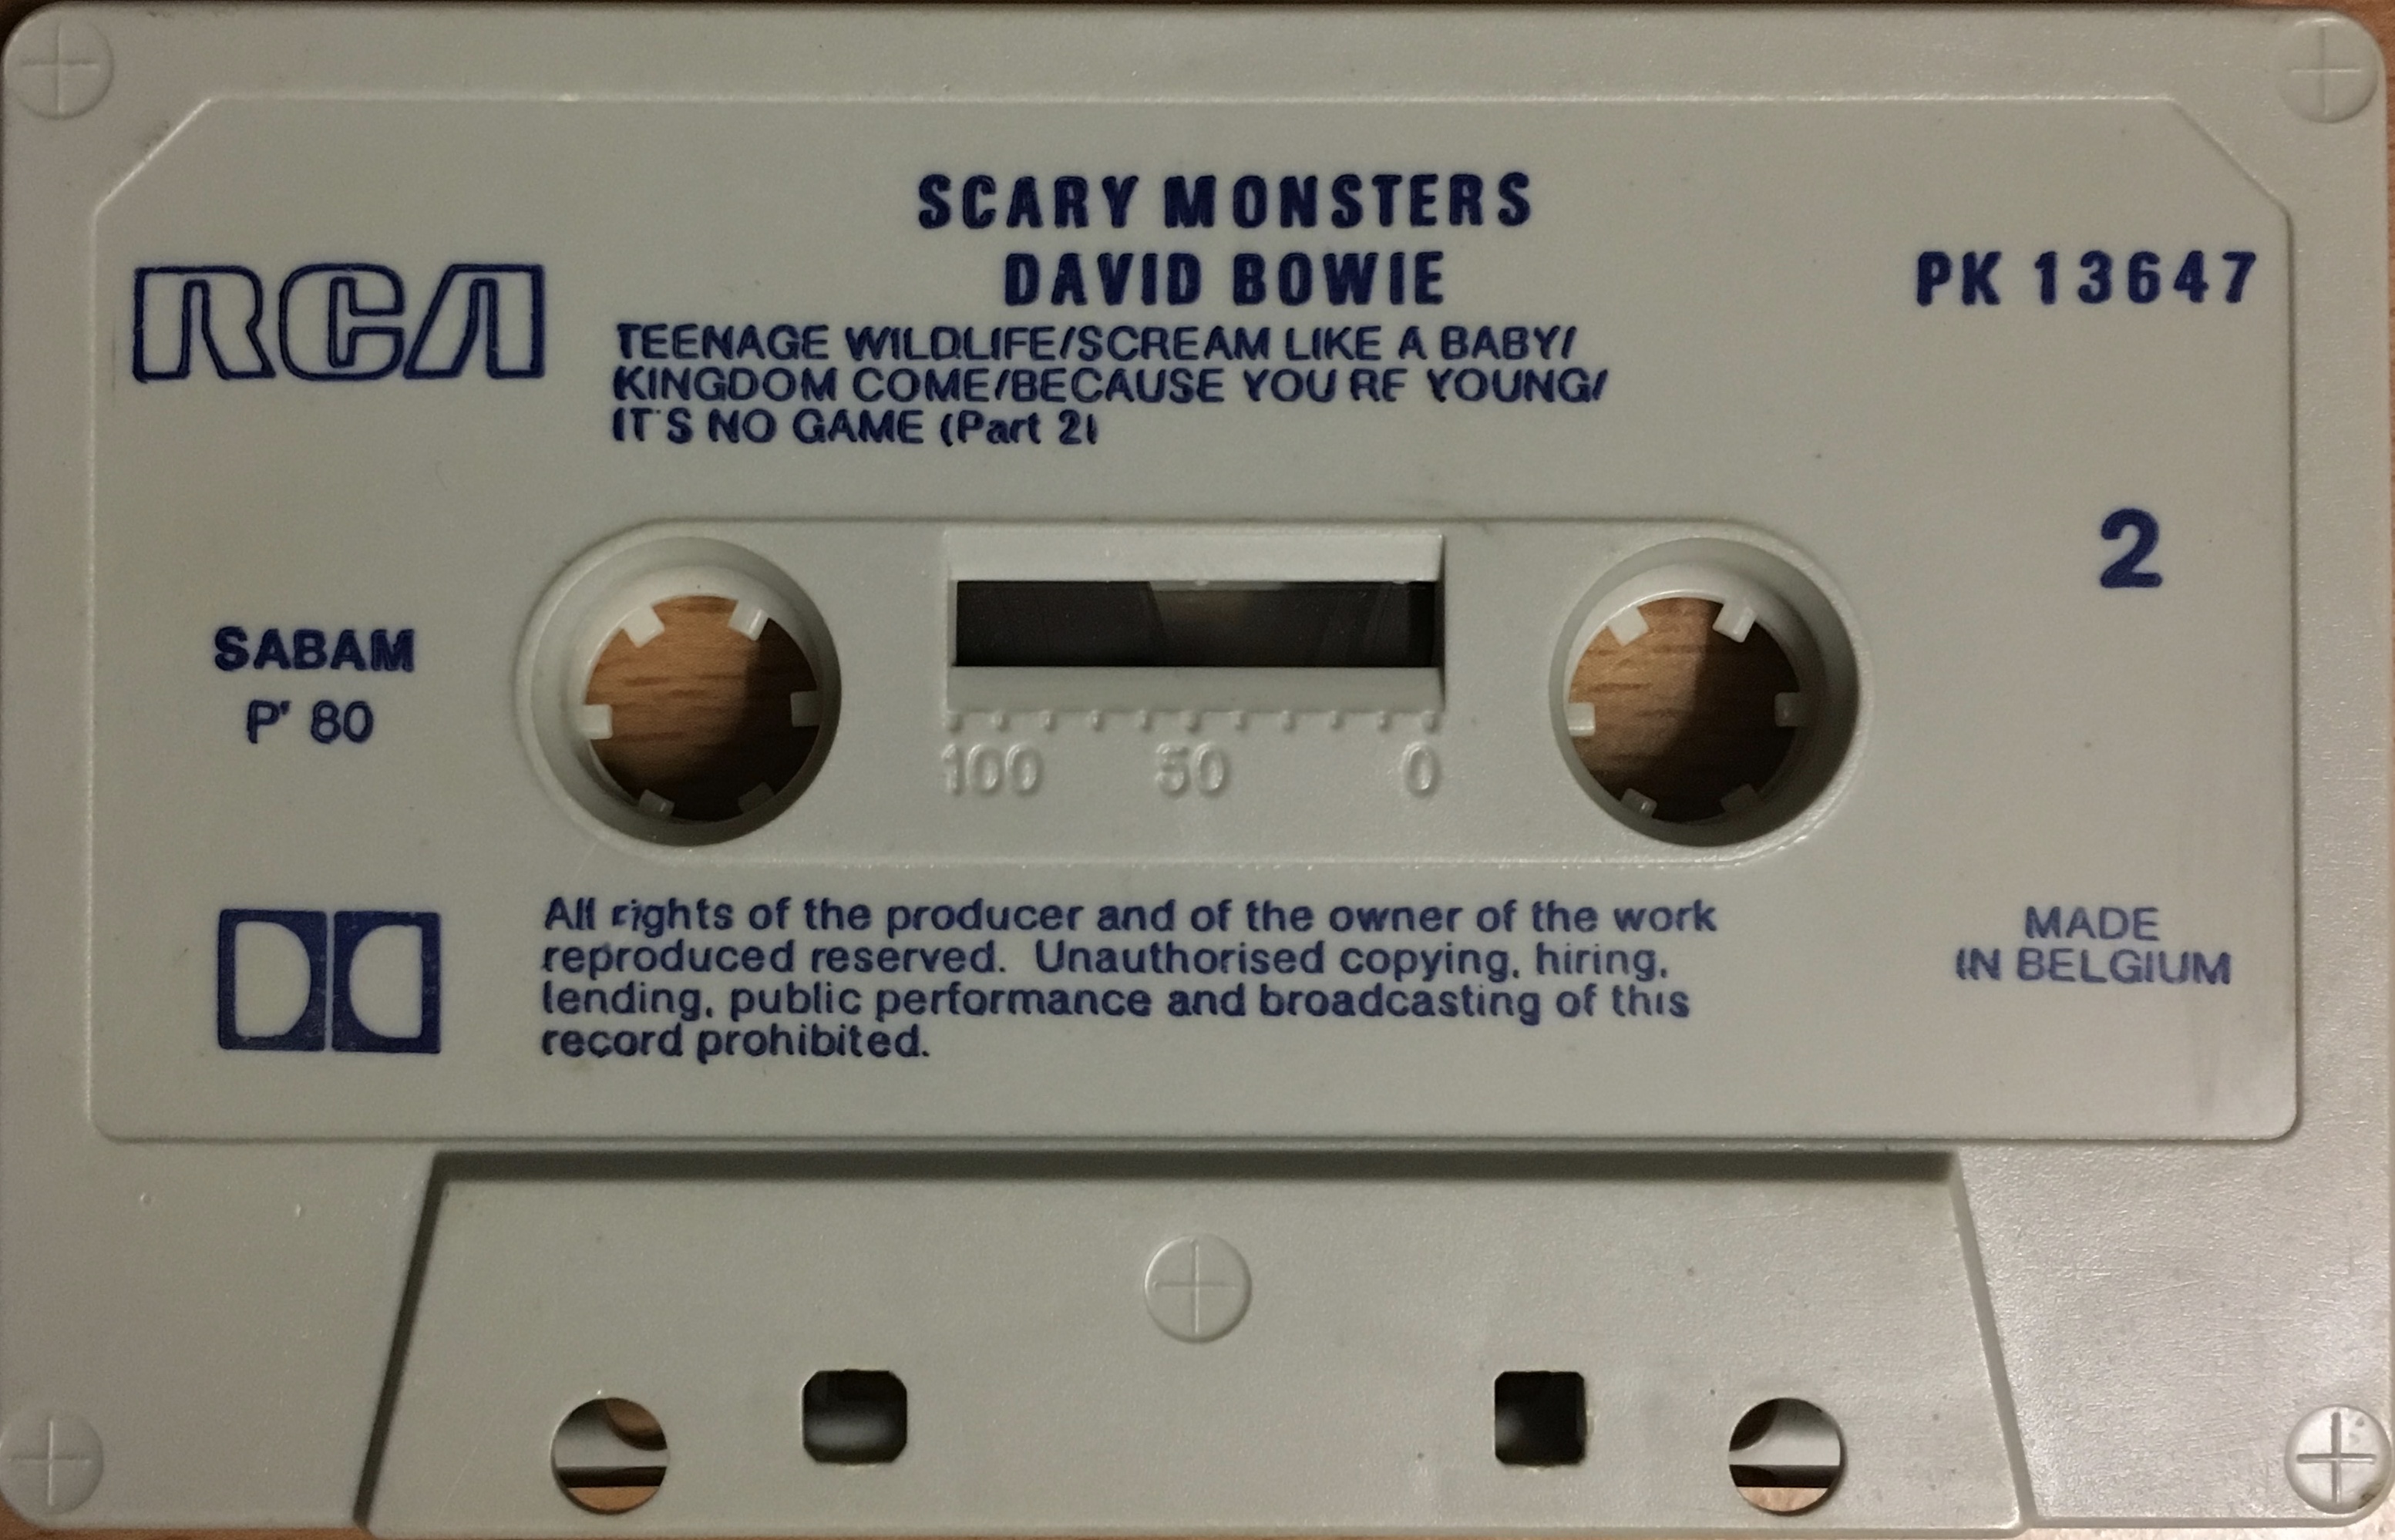 SCARY MONSTERS
DAVID BOWIE
RCA
PK 13647
TEENAGE WILDLIFE/SCREAM LIKE A BABY/
KINGDOM COME/BECAUSE YOU'RE YOUNG/
IT'S NO GAME (Part 2)
2
SABAM
P' 80
100 50 0
All rights of the producer and of the owner of the work
reproduced reserved. Unauthorised copying, hiring,
lending, public performance and broadcasting of this
record prohibited.
MADE
IN BELGIUM